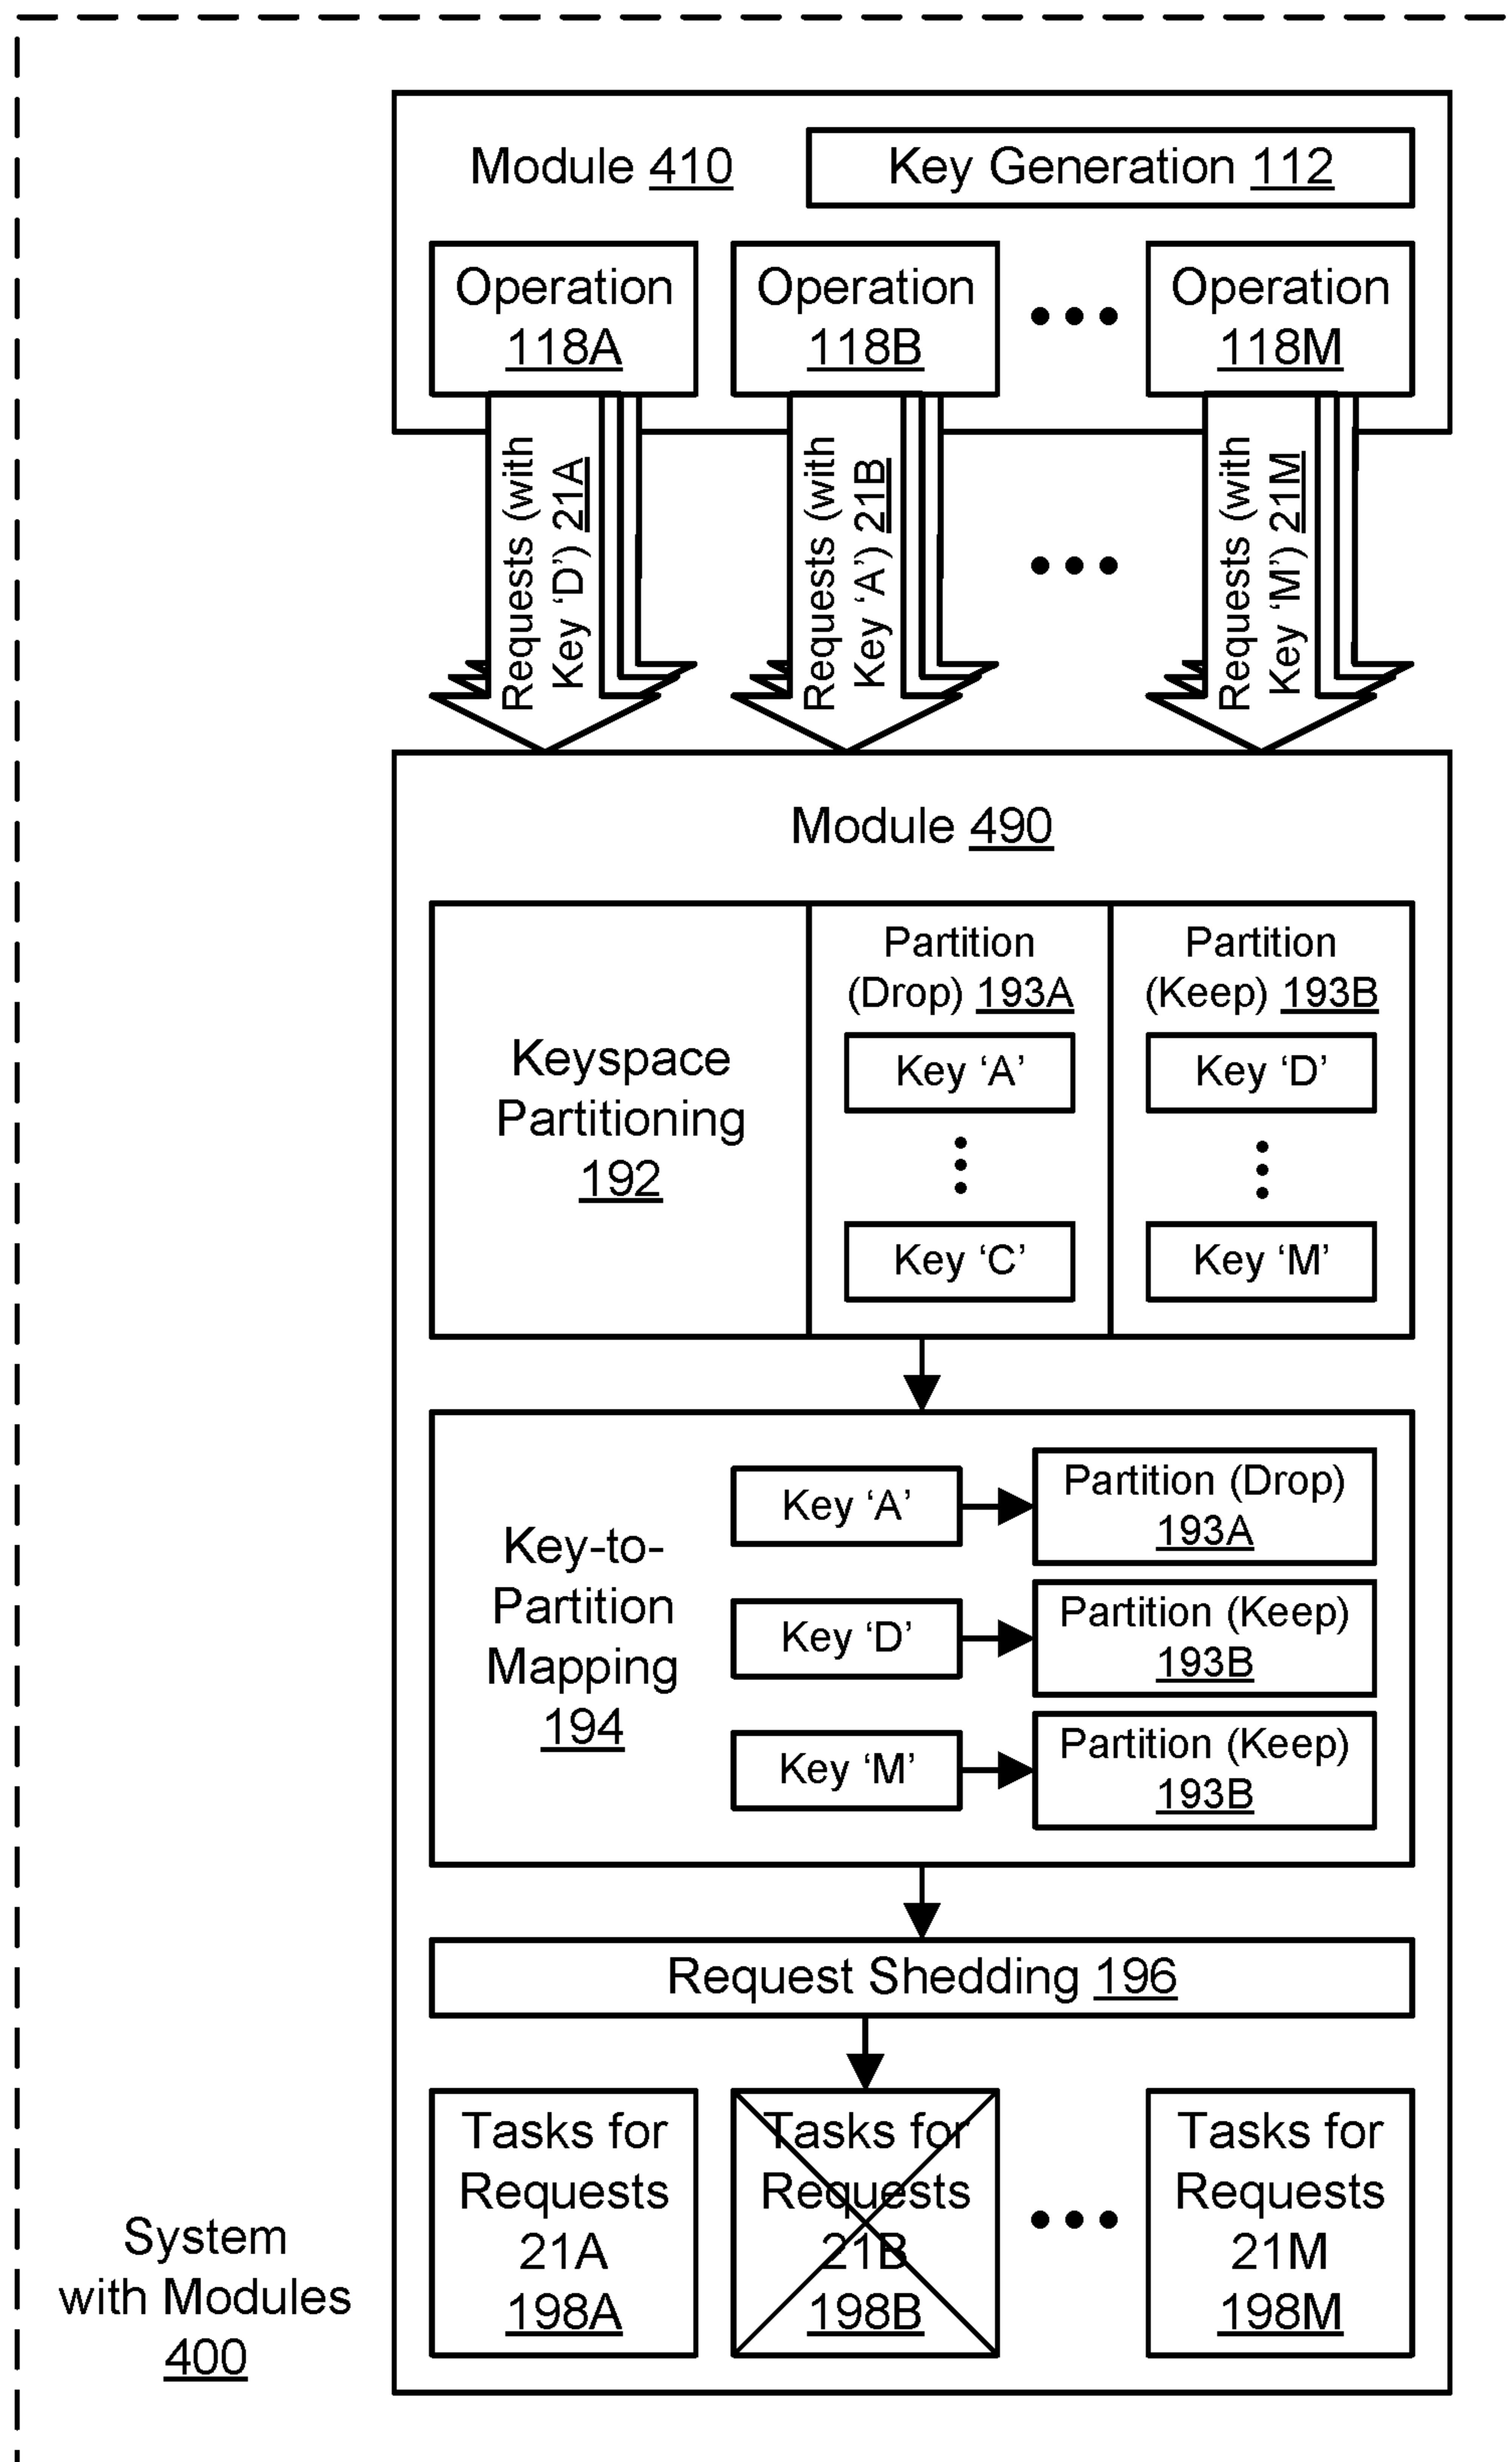 Module 410
Key Generation 112
Operation
118A
Operation
118B
Operation
118M
Requests (with
Key ‘D’) 21A
Requests (with
Key ‘A’) 21B
Requests (with
Key ‘M’) 21M
Module 490
Keyspace
Partitioning
192
Partition
(Drop) 193A
Key ‘A’
Key ‘C’
Partition
(Keep) 193B
Key ‘D’
Key ‘M’
Key-to-
Partition
Mapping
194
Key ‘A’
Partition (Drop)
193A
Key ‘D’
Partition (Keep)
193B
Key ‘M’
Partition (Keep)
193B
Request Shedding 196
Tasks for
Requests
21A
198A
Tasks for
Requests
21B
198B
Tasks for
Requests
21M
198M
System
with Modules
400